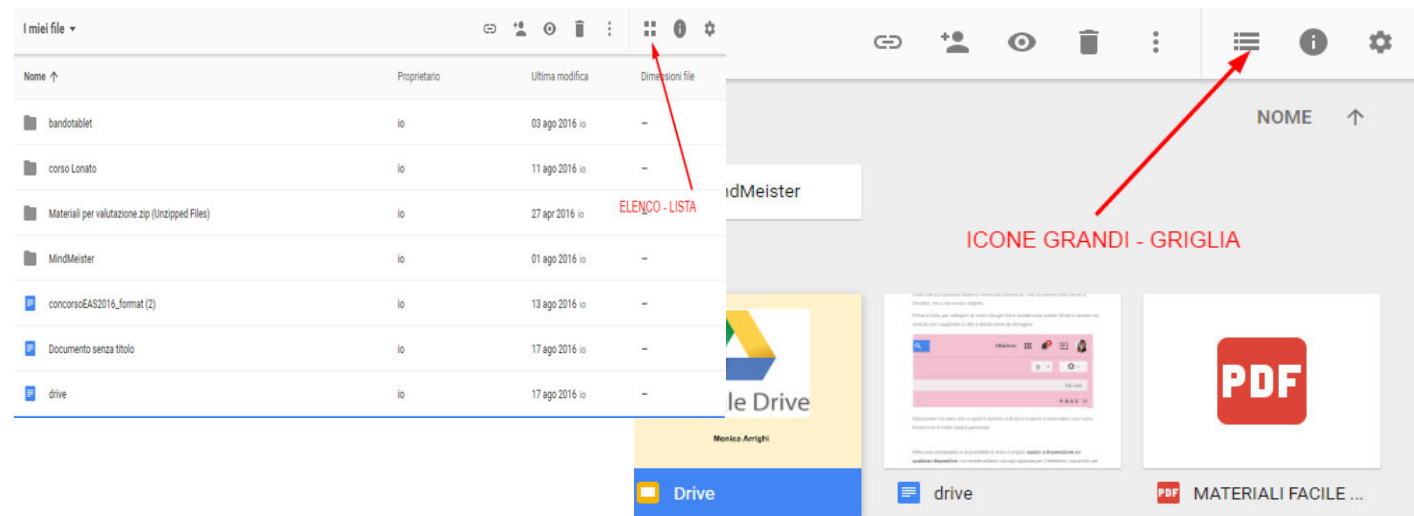 I miei file
Nome
Proprietario
Ultima modifica
Dimensioni file
bandotablet
io
03 ago 2016 io
–
corso Lonato
io
11 ago 2016 io
–
Materiali per valutazione.zip (Unzipped Files)
io
27 apr 2016 io
–
MindMeister
io
01 ago 2016 io
–
concorsoEAS2016_format (2)
io
13 ago 2016 io
–
Documento senza titolo
io
17 ago 2016 io
–
drive
io
17 ago 2016 io
–
ELENCO - LISTA
NOME
ndMeister
ICONE GRANDI - GRIGLIA
le Drive
Monica Arrighi
Drive
drive
PDF
PDF
MATERIALI FACILE ...